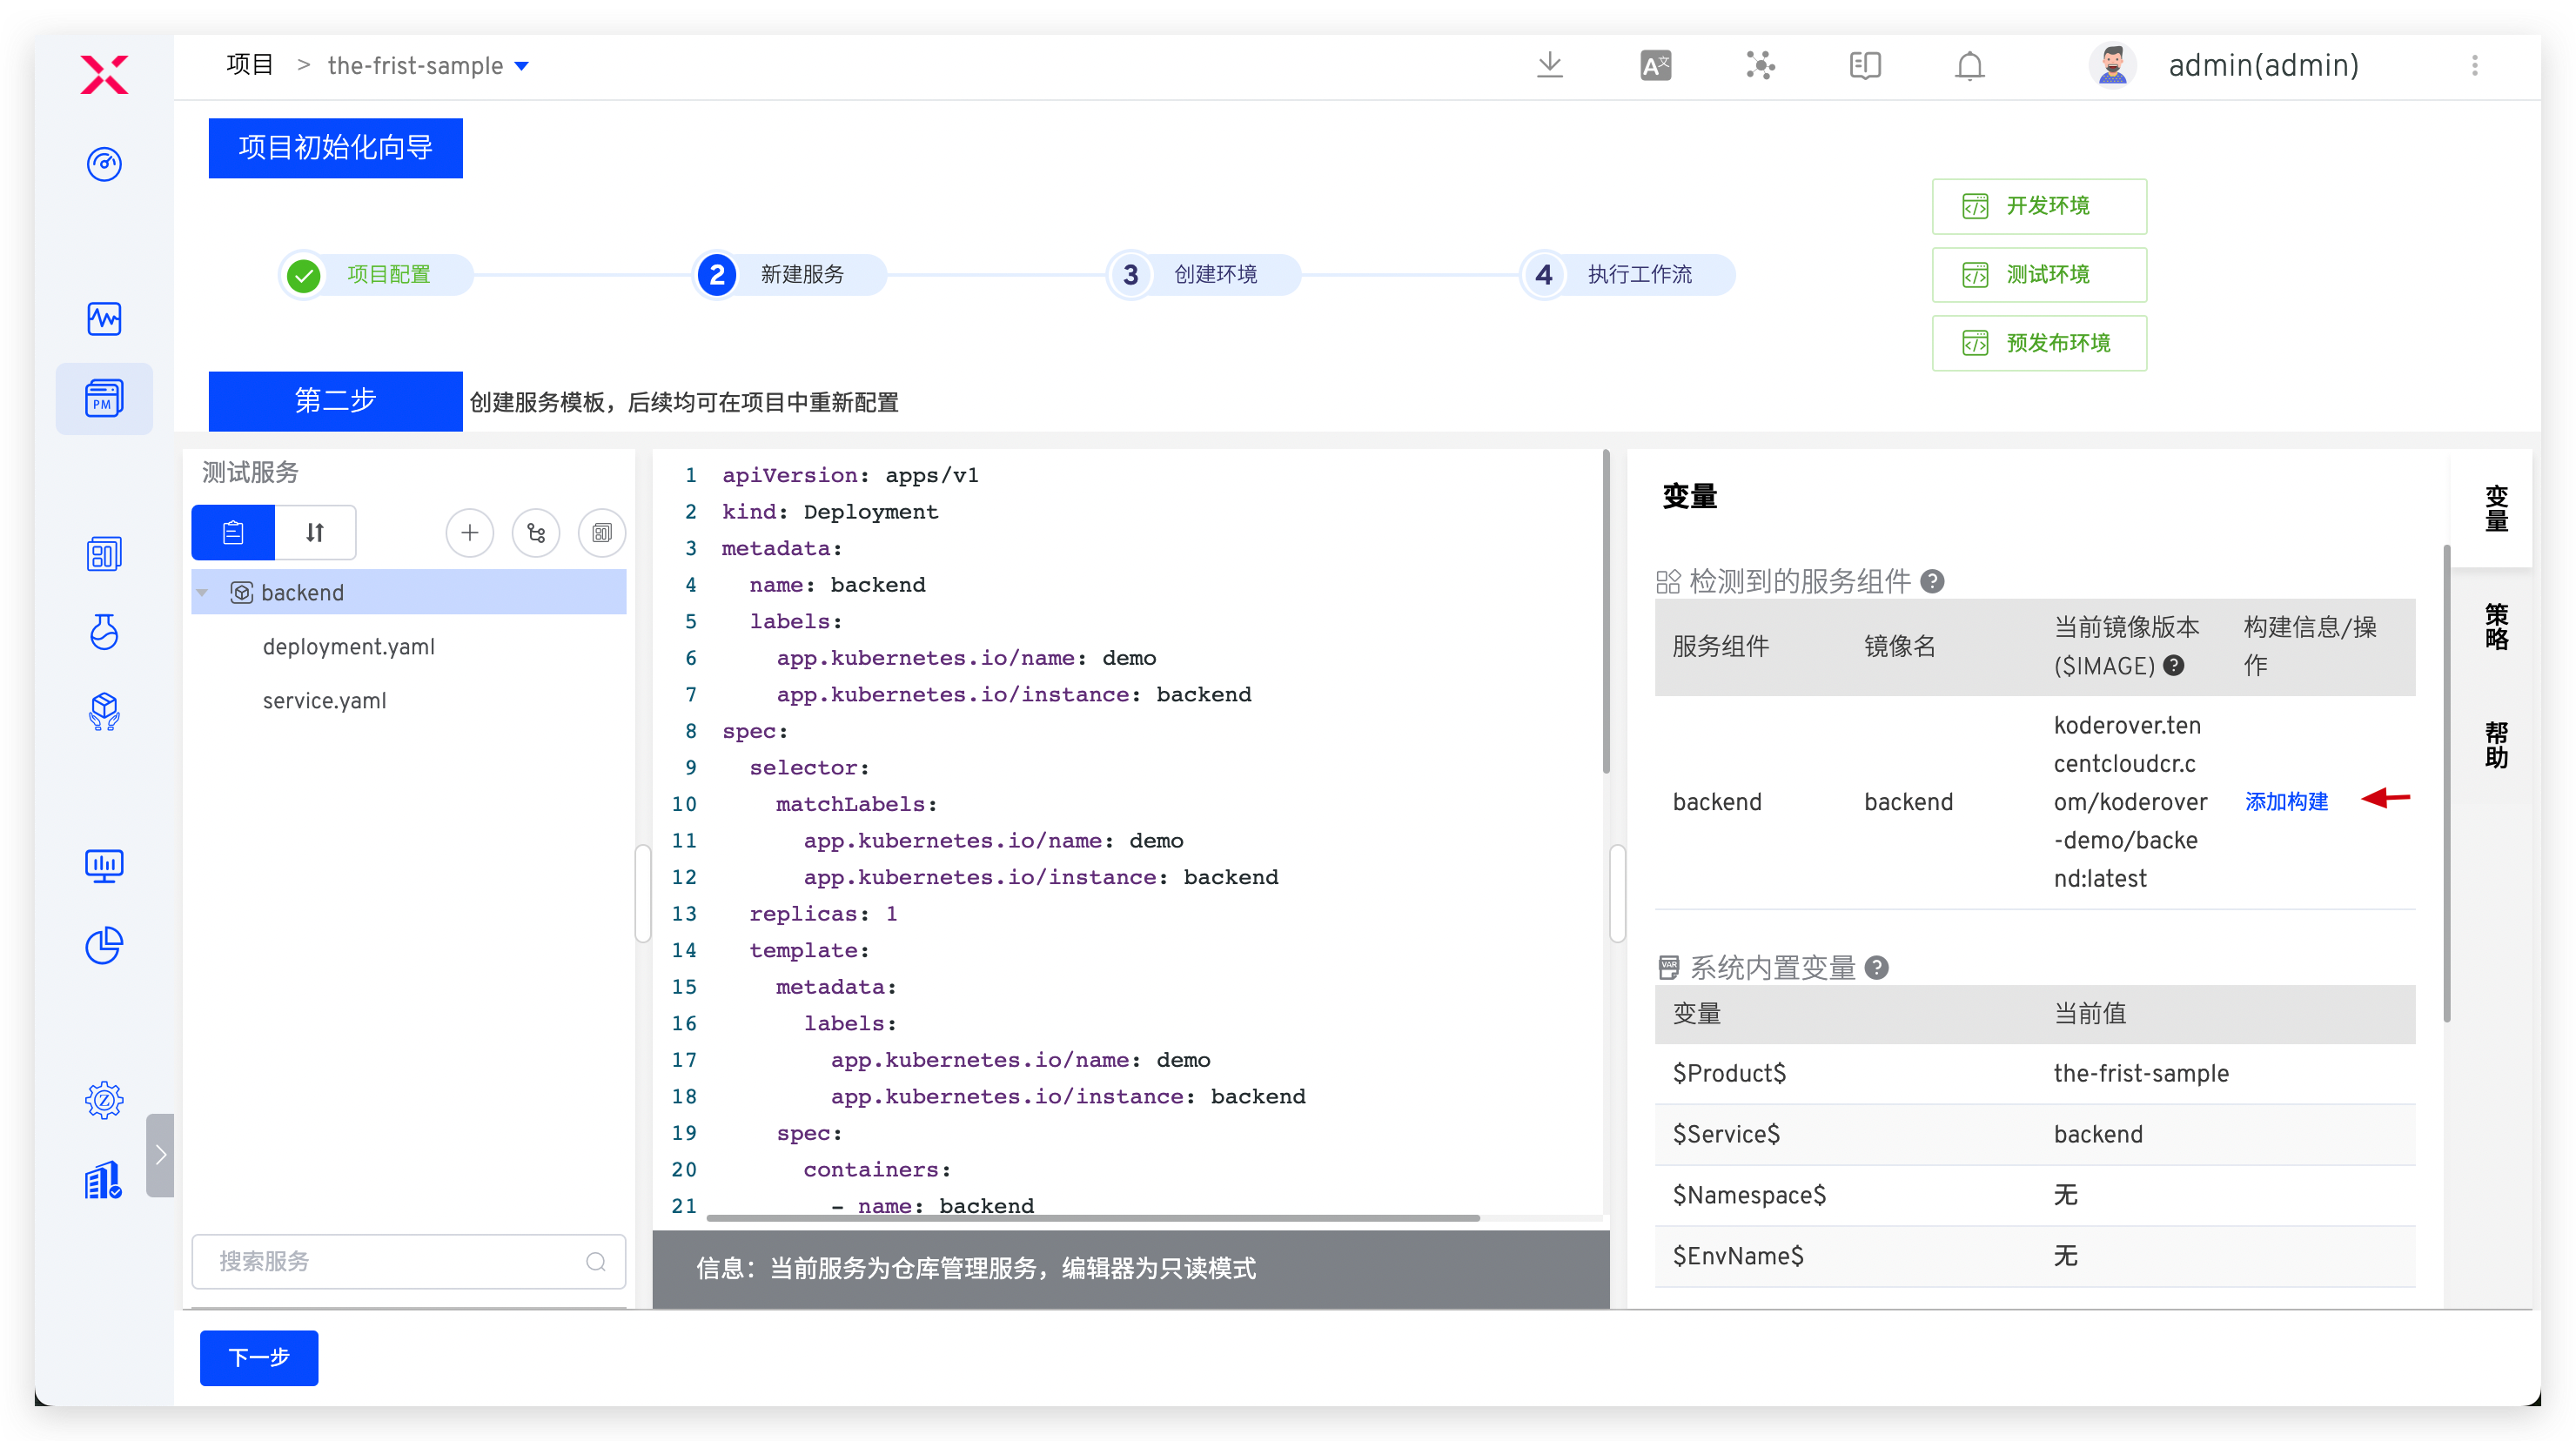 项目 > the-frist-sample
admin(admin)
项目初始化向导
项目配置
2 新建服务
3 创建环境
4 执行工作流
开发环境
测试环境
预发布环境
第二步 创建服务模板，后续均可在项目中重新配置
PM
测试服务
backend
deployment.yaml
service.yaml
搜索服务
1 apiVersion: apps/v1
2 kind: Deployment
3 metadata:
4 name: backend
5 labels:
6 app.kubernetes.io/name: demo
7 app.kubernetes.io/instance: backend
8 spec:
9 selector:
10 matchLabels:
11 app.kubernetes.io/name: demo
12 app.kubernetes.io/instance: backend
13 replicas: 1
14 template:
15 metadata:
16 labels:
17 app.kubernetes.io/name: demo
18 app.kubernetes.io/instance: backend
19 spec:
20 containers:
21 - name: backend
信息：当前服务为仓库管理服务，编辑器为只读模式
变量
检测到的服务组件
服务组件 镜像名 当前镜像版本($IMAGE) 构建信息/操作
backend backend
koderover.ten
centcloudcr.c
om/koderover
-demo/backe
nd:latest
添加构建
系统内置变量
变量 当前值
$Product$ the-frist-sample
$Service$ backend
$Namespace$ 无
$EnvName$ 无
变量
策略
帮助
下一步